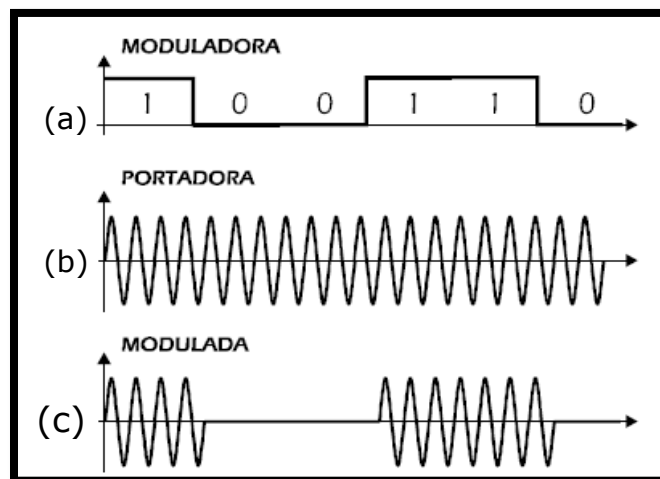 MODULADORA
(a) 1 0 0 1 1 0
PORTADORA
(b)
MODULADA
(c)